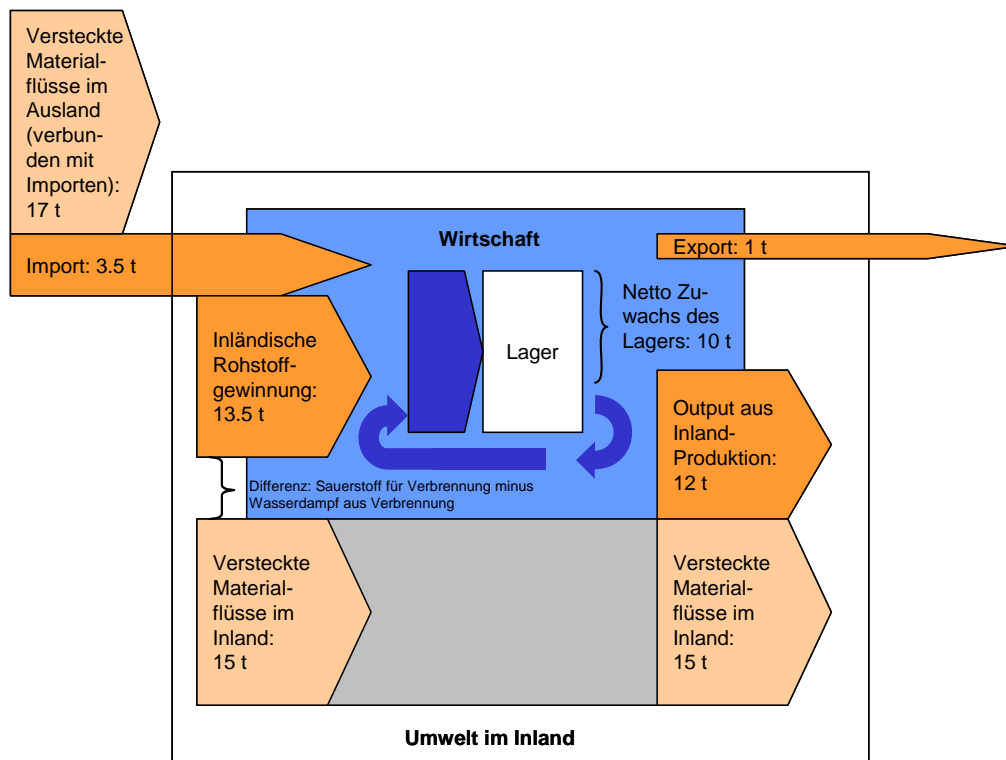 Versteckte
Material-
flüsse im
Ausland
(verbun-
den mit
Importen):
17 t
Import: 3.5 t
Wirtschaft
Export: 1 t
Inländische
Rohstoff-
gewinnung:
13.5 t
Lager
Netto Zu-
wachs des
Lagers: 10 t
Output aus
Inland-
Produktion:
12 t
Differenz: Sauerstoff für Verbrennung minus
Wasserdampf aus Verbrennung
Versteckte
Material-
flüsse im
Inland:
15 t
Versteckte
Material-
flüsse im
Inland:
15 t
Umwelt im Inland